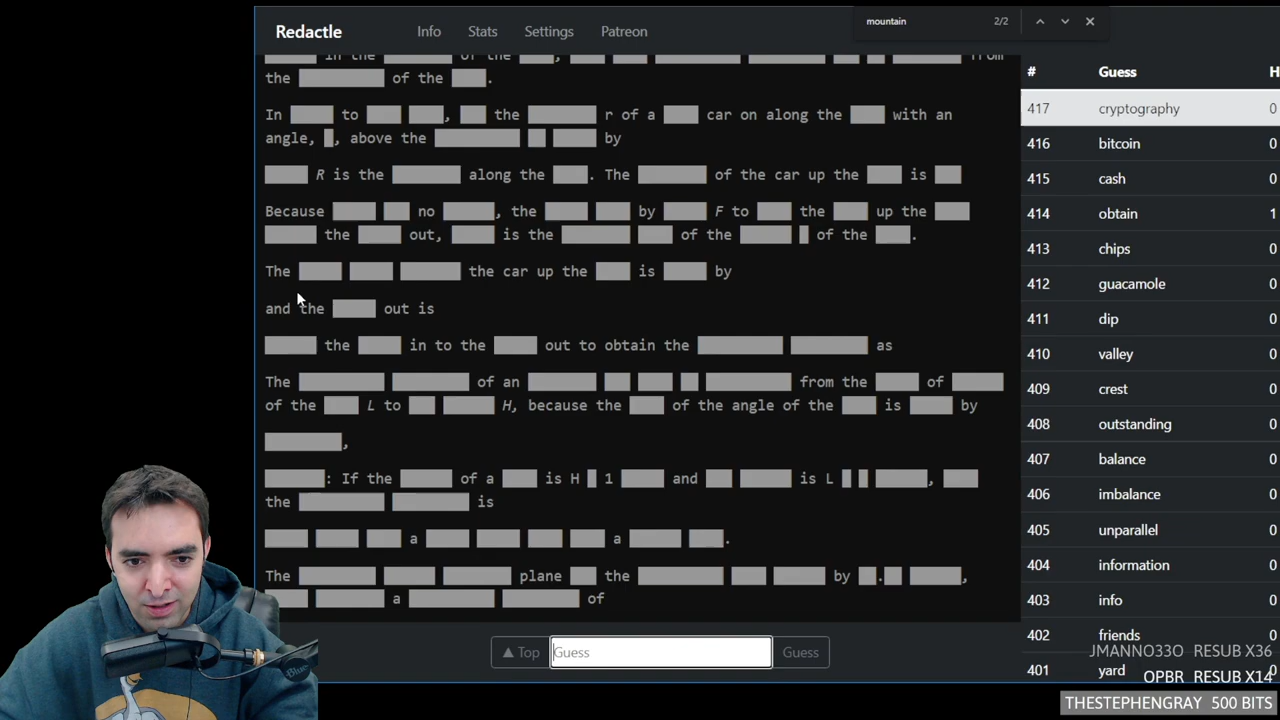 mountain 2/2
Redactle Info Stats Settings Patreon
# Guess H
in the of the , from
the of the .
In to , the r of a car on along the with an
angle, , above the by
R is the along the . The of the car up the is
Because no , the by F to the up the
the out, is the of the of the .
The the car up the is by
and the out is
the in to the out to obtain the as
The of an from the of
of the L to H, because the of the angle of the is by
,
: If the of a is H 1 and is L ,
the is
a a .
The plane the by . ,
a of
417 cryptography 0
416 bitcoin 0
415 cash 0
414 obtain 1
413 chips 0
412 guacamole 0
411 dip 0
410 valley 0
409 crest 0
408 outstanding 0
407 balance 0
406 imbalance 0
405 unparallel 0
404 information 0
403 info 0
402 friends
401 yard
▲ Top Guess Guess
JMANNO33O RESUB X36
OPBR RESUB X14
THESTEPHENGRAY 500 BITS
Blue